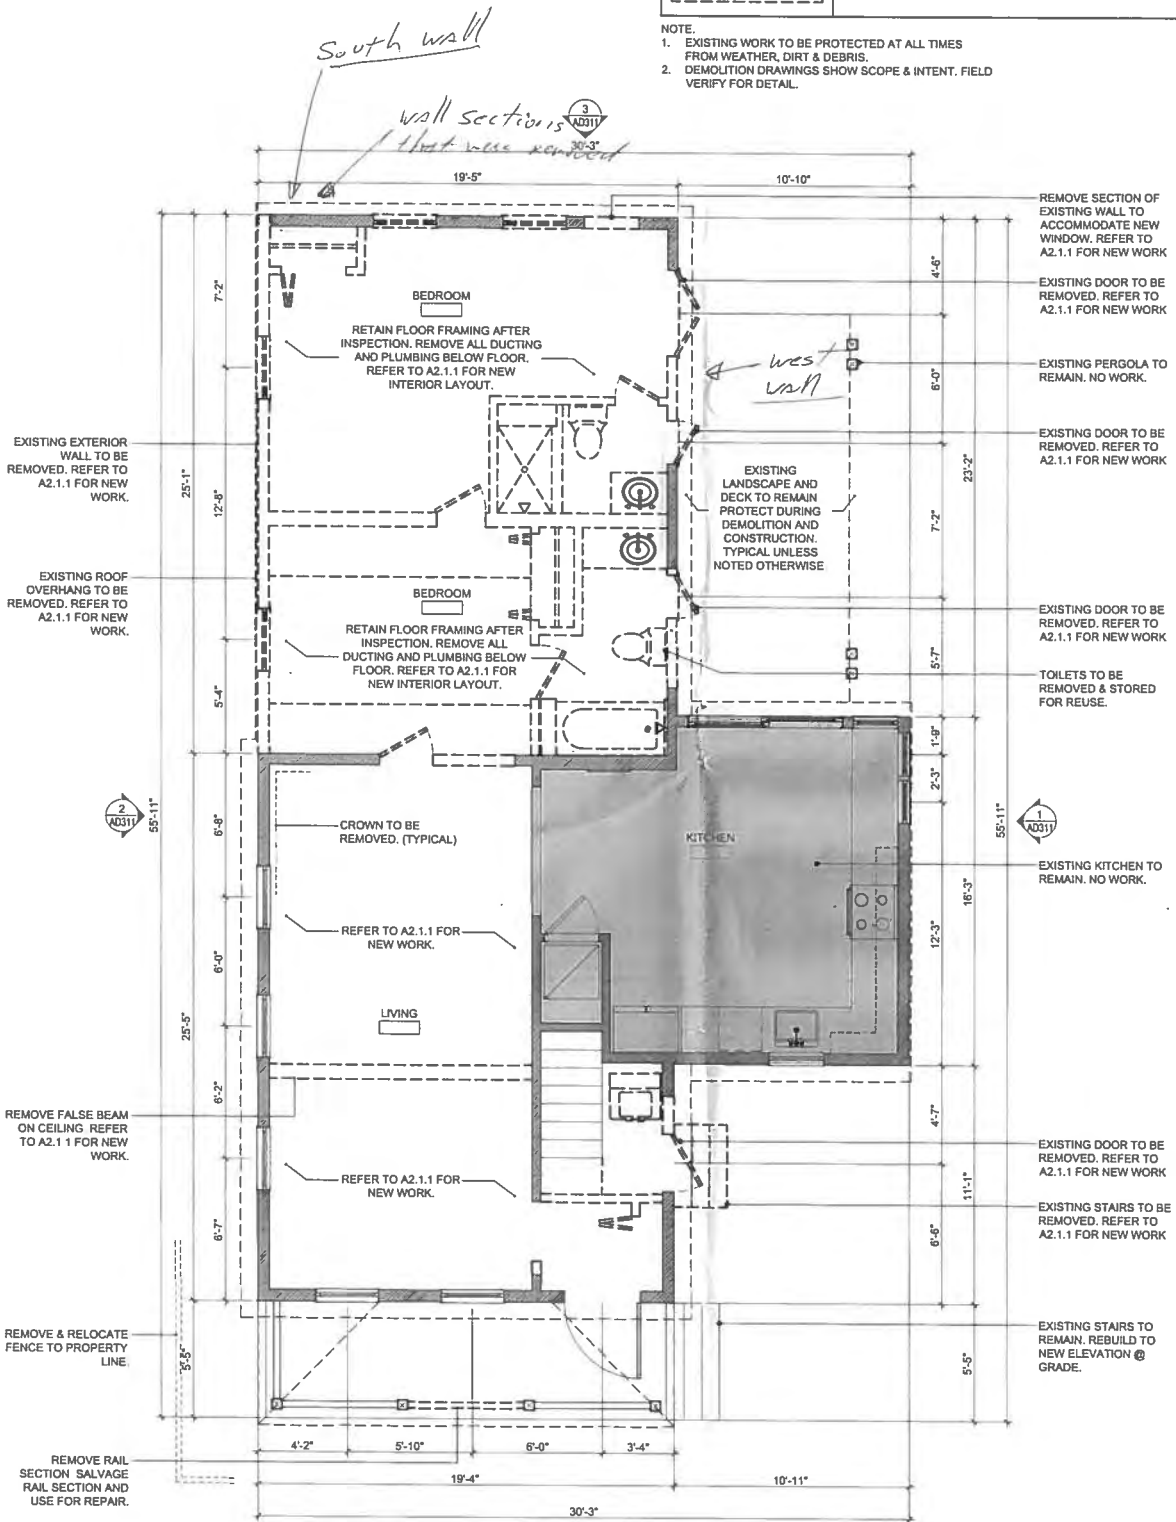 NOTE.
1. EXISTING WORK TO BE PROTECTED AT ALL TIMES
FROM WEATHER, DIRT & DEBRIS.
2. DEMOLITION DRAWINGS SHOW SCOPE & INTENT. FIELD
VERIFY FOR DETAIL.
South wall
wall sections
that were removed
3
AD311
30'-3"
19'-5"
10'-10"
REMOVE SECTION OF
EXISTING WALL TO
ACCOMMODATE NEW
WINDOW. REFER TO
A2.1.1 FOR NEW WORK
4'-6"
EXISTING DOOR TO BE
REMOVED. REFER TO
A2.1.1 FOR NEW WORK
7'-2"
BEDROOM
RETAIN FLOOR FRAMING AFTER
INSPECTION. REMOVE ALL DUCTING
AND PLUMBING BELOW FLOOR.
REFER TO A2.1.1 FOR NEW
INTERIOR LAYOUT.
west
wall
EXISTING PERGOLA TO
REMAIN. NO WORK.
6'-0"
EXISTING DOOR TO BE
REMOVED. REFER TO
A2.1.1 FOR NEW WORK
EXISTING EXTERIOR
WALL TO BE
REMOVED. REFER TO
A2.1.1 FOR NEW
WORK.
25'-1"
12'-8"
EXISTING
LANDSCAPE AND
DECK TO REMAIN
PROTECT DURING
DEMOLITION AND
CONSTRUCTION.
TYPICAL UNLESS
NOTED OTHERWISE
23'-2"
7'-2"
EXISTING ROOF
OVERHANG TO BE
REMOVED. REFER TO
A2.1.1 FOR NEW
WORK.
BEDROOM
RETAIN FLOOR FRAMING AFTER
INSPECTION. REMOVE ALL
DUCTING AND PLUMBING BELOW
FLOOR. REFER TO A2.1.1 FOR
NEW INTERIOR LAYOUT.
EXISTING DOOR TO BE
REMOVED. REFER TO
A2.1.1 FOR NEW WORK
5'-7"
TOILETS TO BE
REMOVED & STORED
FOR REUSE.
5'-4"
1'-9"
2'-3"
2
AD311
55'-11"
6'-8"
CROWN TO BE
REMOVED. (TYPICAL)
KITCHEN
55'-11"
1
AD311
EXISTING KITCHEN TO
REMAIN. NO WORK.
16'-3"
REFER TO A2.1.1 FOR
NEW WORK.
12'-3"
6'-0"
LIVING
25'-5"
6'-2"
REMOVE FALSE BEAM
ON CEILING REFER
TO A2.1 1 FOR NEW
WORK.
4'-7"
EXISTING DOOR TO BE
REMOVED. REFER TO
A2.1.1 FOR NEW WORK
REFER TO A2.1.1 FOR
NEW WORK.
11'-1"
EXISTING STAIRS TO BE
REMOVED. REFER TO
A2.1.1 FOR NEW WORK
6'-7"
6'-6"
REMOVE & RELOCATE
FENCE TO PROPERTY
LINE.
5'-5"
EXISTING STAIRS TO
REMAIN. REBUILD TO
NEW ELEVATION @
GRADE.
5'-5"
4'-2"
5'-10"
6'-0"
3'-4"
REMOVE RAIL
SECTION SALVAGE
RAIL SECTION AND
USE FOR REPAIR.
19'-4"
10'-11"
30'-3"